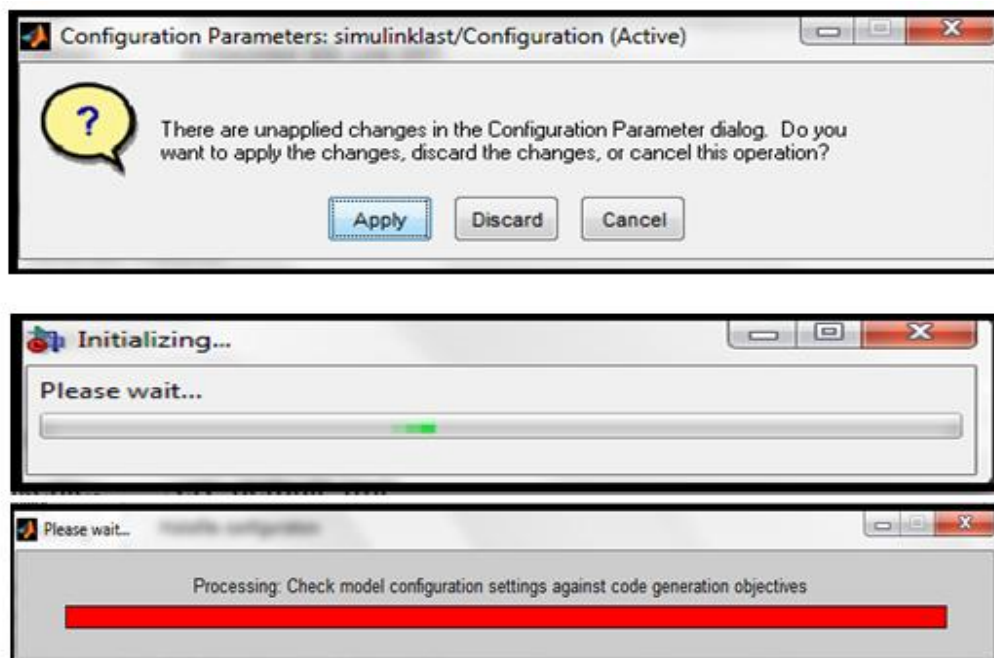 Configuration Parameters: simulinklast/Configuration (Active)
?
There are unapplied changes in the Configuration Parameter dialog. Do you
want to apply the changes, discard the changes, or cancel this operation?
Apply Discard Cancel
Initializing...
Please wait...
Please wait...
Processing: Check model configuration settings against code generation objectives